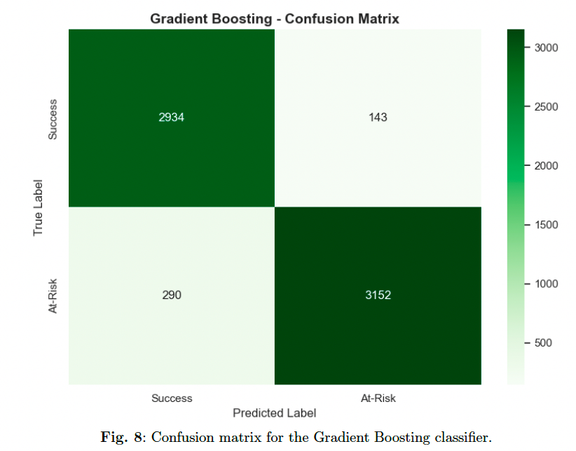 Gradient Boosting - Confusion Matrix
Success
At-Risk
True Label
2934
143
290
3152
Success
At-Risk
Predicted Label
3000
2500
2000
1500
1000
500
Fig. 8: Confusion matrix for the Gradient Boosting classifier.